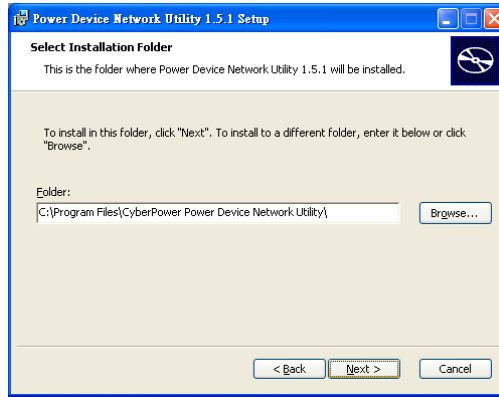 Power Device Network Utility 1.5.1 Setup
Select Installation Folder
This is the folder where Power Device Network Utility 1.5.1 will be installed.
To install in this folder, click "Next". To install to a different folder, enter it below or click
"Browse".
Folder:
C:\Program Files\CyberPower Power Device Network Utility\
Browse...
< Back
Next >
Cancel